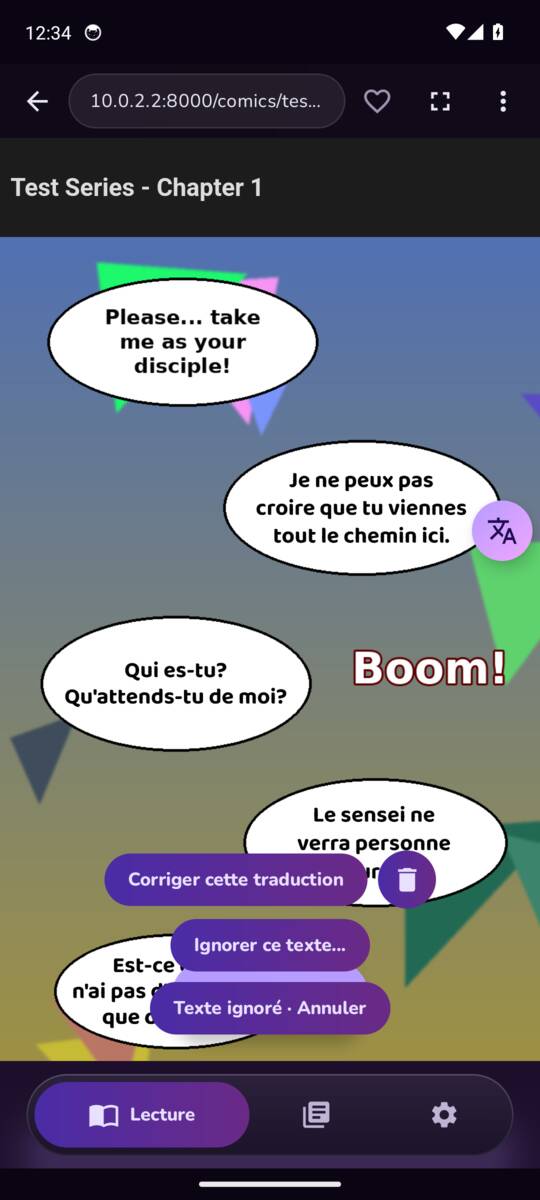 12:34
10.0.2.2:8000/comics/tes...
Test Series - Chapter 1
Please... take
me as your
disciple!
Je ne peux pas
croire que tu viennes
tout le chemin ici.
Qui es-tu?
Qu'attends-tu de moi?
Boom!
Le sensei ne
verra personne
Corriger cette traduction
Ignorer ce texte...
Est-ce
n'ai pas
que
Texte ignoré · Annuler
Lecture